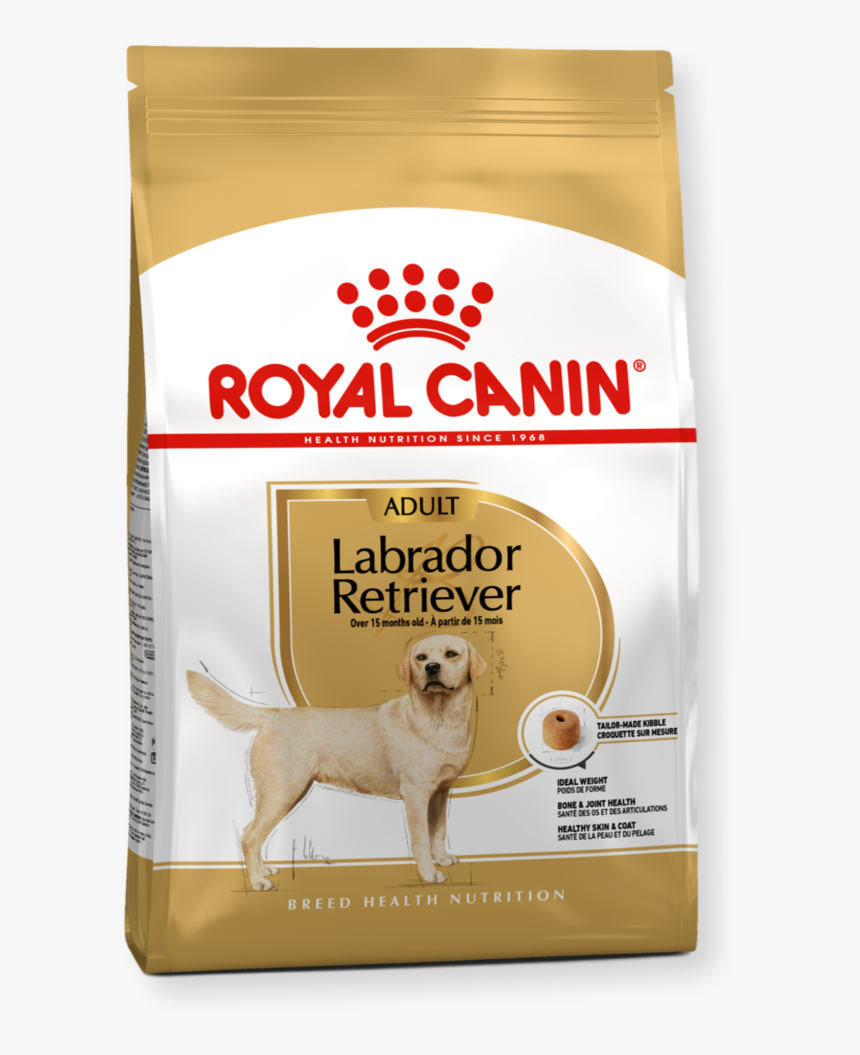 ROYAL CANIN®
HEALTH NUTRITION SINCE 1968
ADULT
Labrador
Retriever
Over 15 months old - À partir de 15 mois
TAILOR-MADE KIBBLE
CROQUETTE SUR MESURE
IDEAL WEIGHT
POIDS DE FORME
BONE & JOINT HEALTH
SANTÉ DES OS ET DES ARTICULATIONS
HEALTHY SKIN & COAT
SANTÉ DE LA PEAU ET DU PELAGE
BREED HEALTH NUTRITION